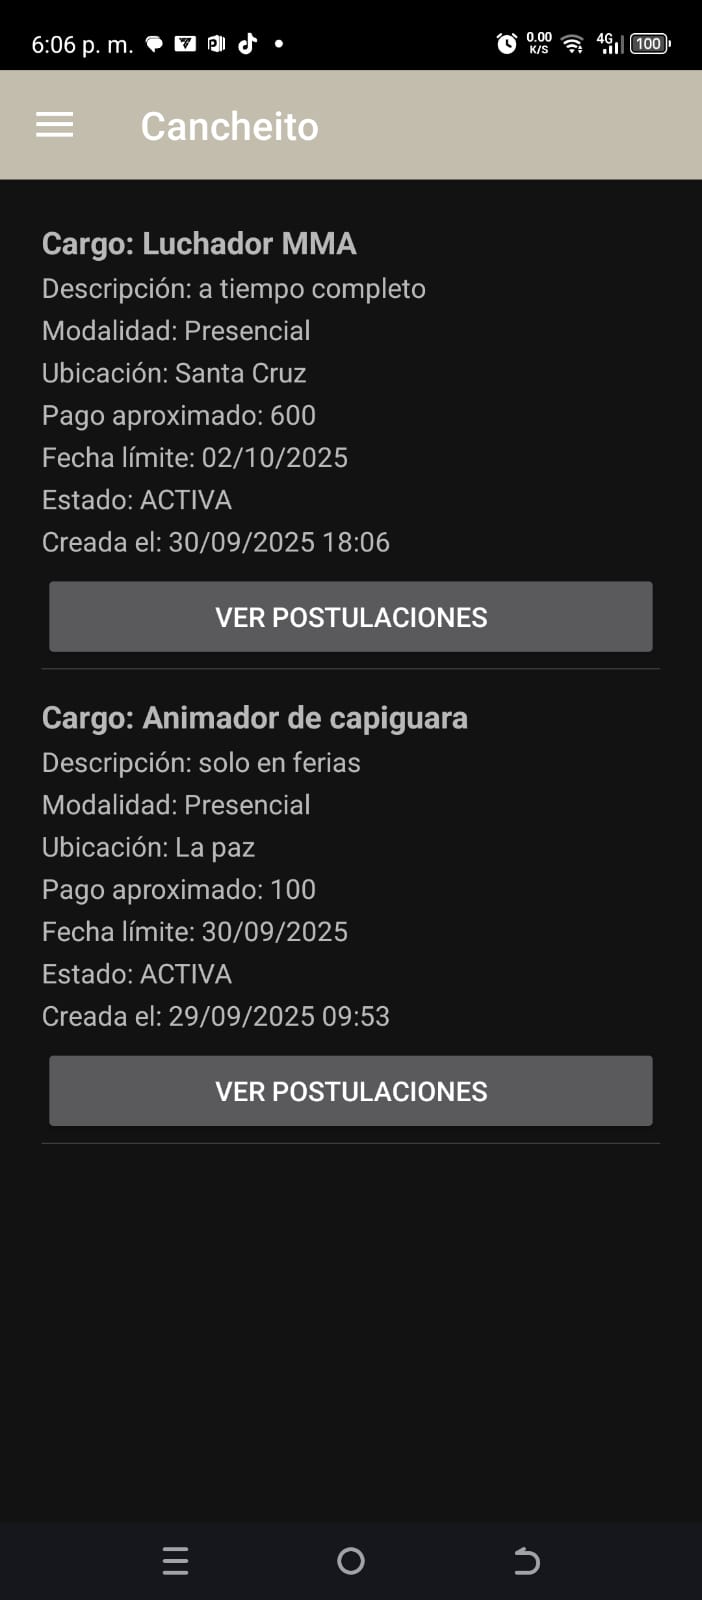 6:06 p. m.
0.00
K/S
4G
100
Cancheito
Cargo: Luchador MMA
Descripción: a tiempo completo
Modalidad: Presencial
Ubicación: Santa Cruz
Pago aproximado: 600
Fecha límite: 02/10/2025
Estado: ACTIVA
Creada el: 30/09/2025 18:06
VER POSTULACIONES
Cargo: Animador de capiguara
Descripción: solo en ferias
Modalidad: Presencial
Ubicación: La paz
Pago aproximado: 100
Fecha límite: 30/09/2025
Estado: ACTIVA
Creada el: 29/09/2025 09:53
VER POSTULACIONES